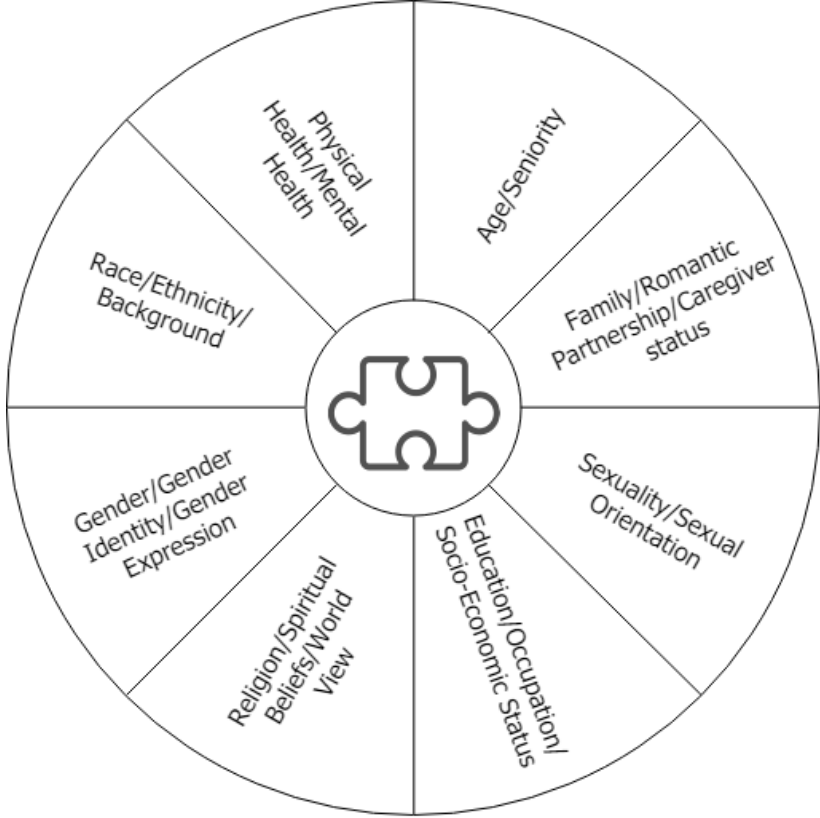 Physical
Health/Mental
Health
Age/Seniority
Family/Romantic
Partnership/Caregiver
status
Sexuality/Sexual
Orientation
Education/Occupation/
Socio-Economic Status
Religion/Spiritual
Beliefs/World
View
Gender/Gender
Identity/Gender
Expression
Race/Ethnicity/
Background